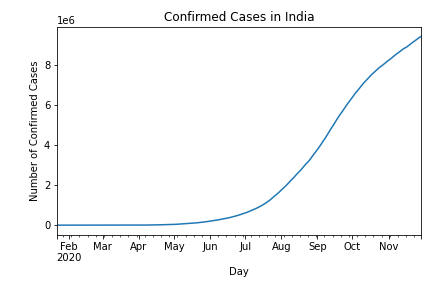 Confirmed Cases in India
1e6
Number of Confirmed Cases
8
6
4
2
0
Feb Mar Apr May Jun Jul Aug Sep Oct Nov
2020
Day